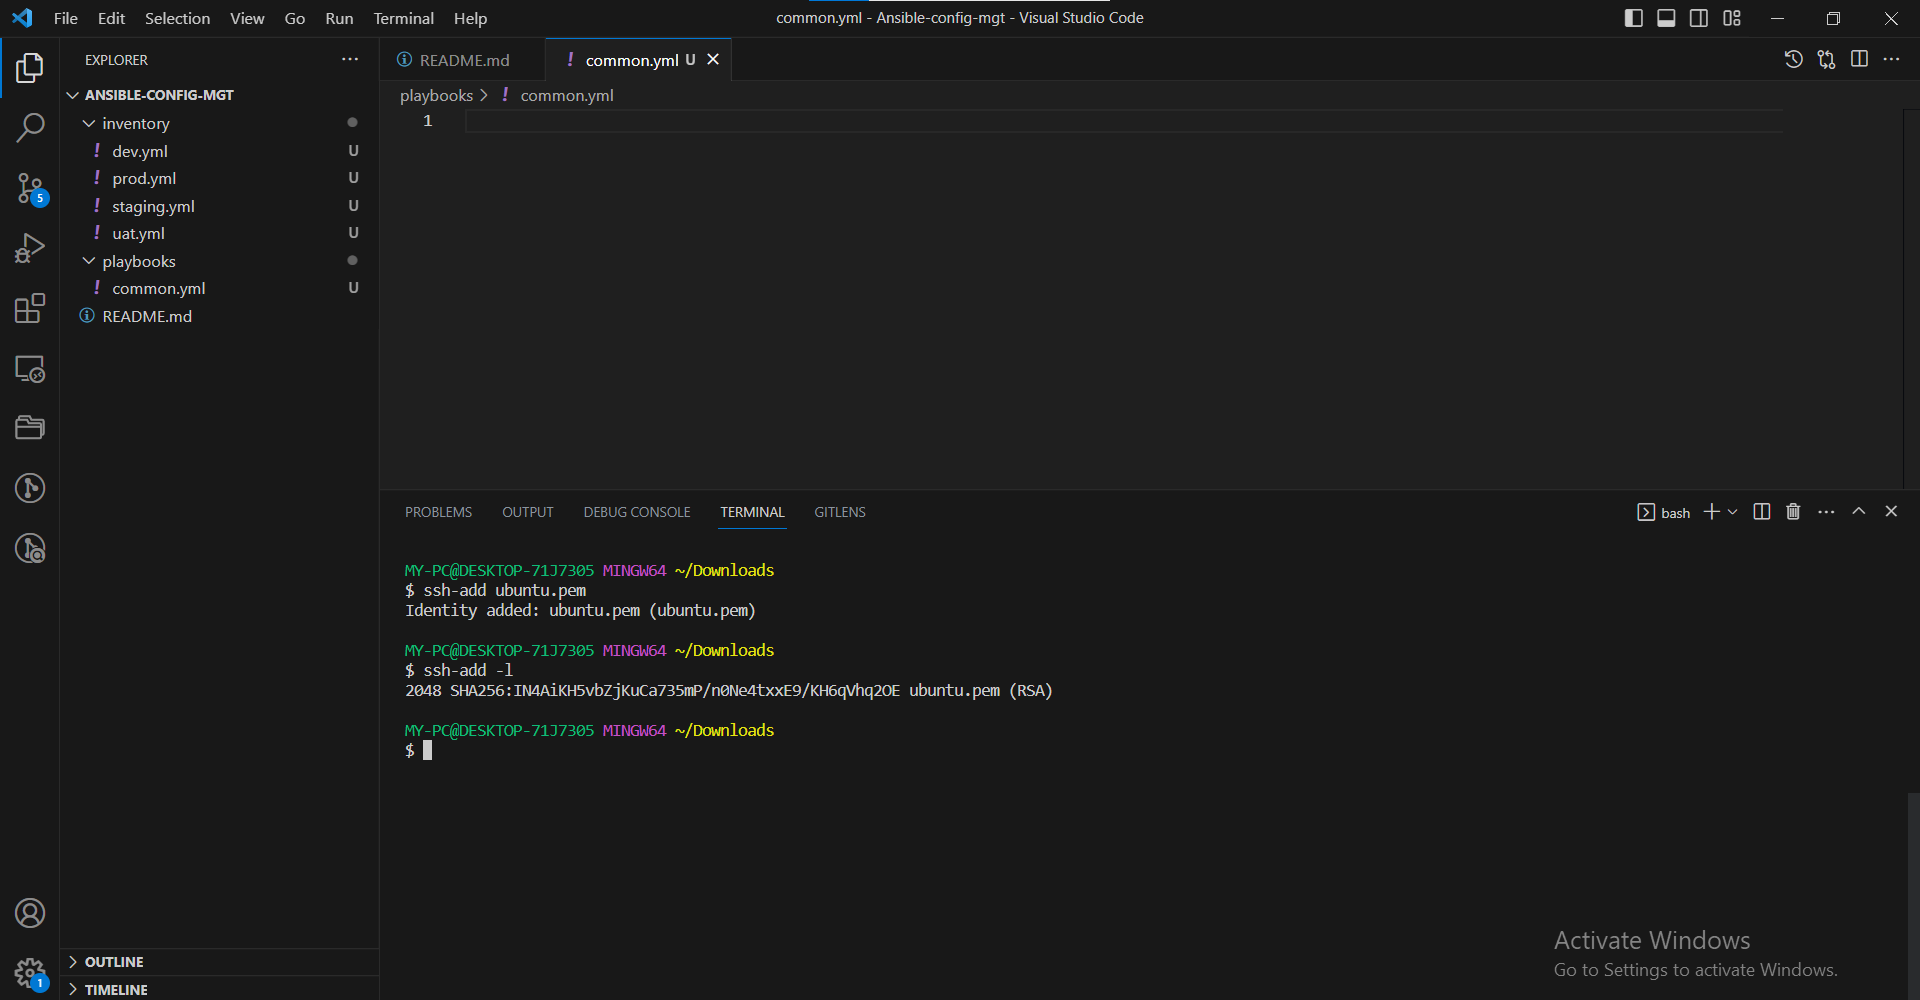 File Edit Selection View Go Run Terminal Help
common.yml - Ansible-config-mgt - Visual Studio Code
EXPLORER
ANSIBLE-CONFIG-MGT
inventory
! dev.yml U
! prod.yml U
! staging.yml U
! uat.yml U
playbooks
! common.yml U
README.md
5
OUTLINE
TIMELINE
1
README.md
! common.yml U
playbooks > ! common.yml
1
PROBLEMS OUTPUT DEBUG CONSOLE TERMINAL GITLENS
bash
MY-PC@DESKTOP-71J7305 MINGW64 ~/Downloads
$ ssh-add ubuntu.pem
Identity added: ubuntu.pem (ubuntu.pem)
MY-PC@DESKTOP-71J7305 MINGW64 ~/Downloads
$ ssh-add -l
2048 SHA256:IN4AiKH5vbZjKuCa735mP/n0Ne4txxE9/KH6qVhq2OE ubuntu.pem (RSA)
MY-PC@DESKTOP-71J7305 MINGW64 ~/Downloads
$
Activate Windows
Go to Settings to activate Windows.